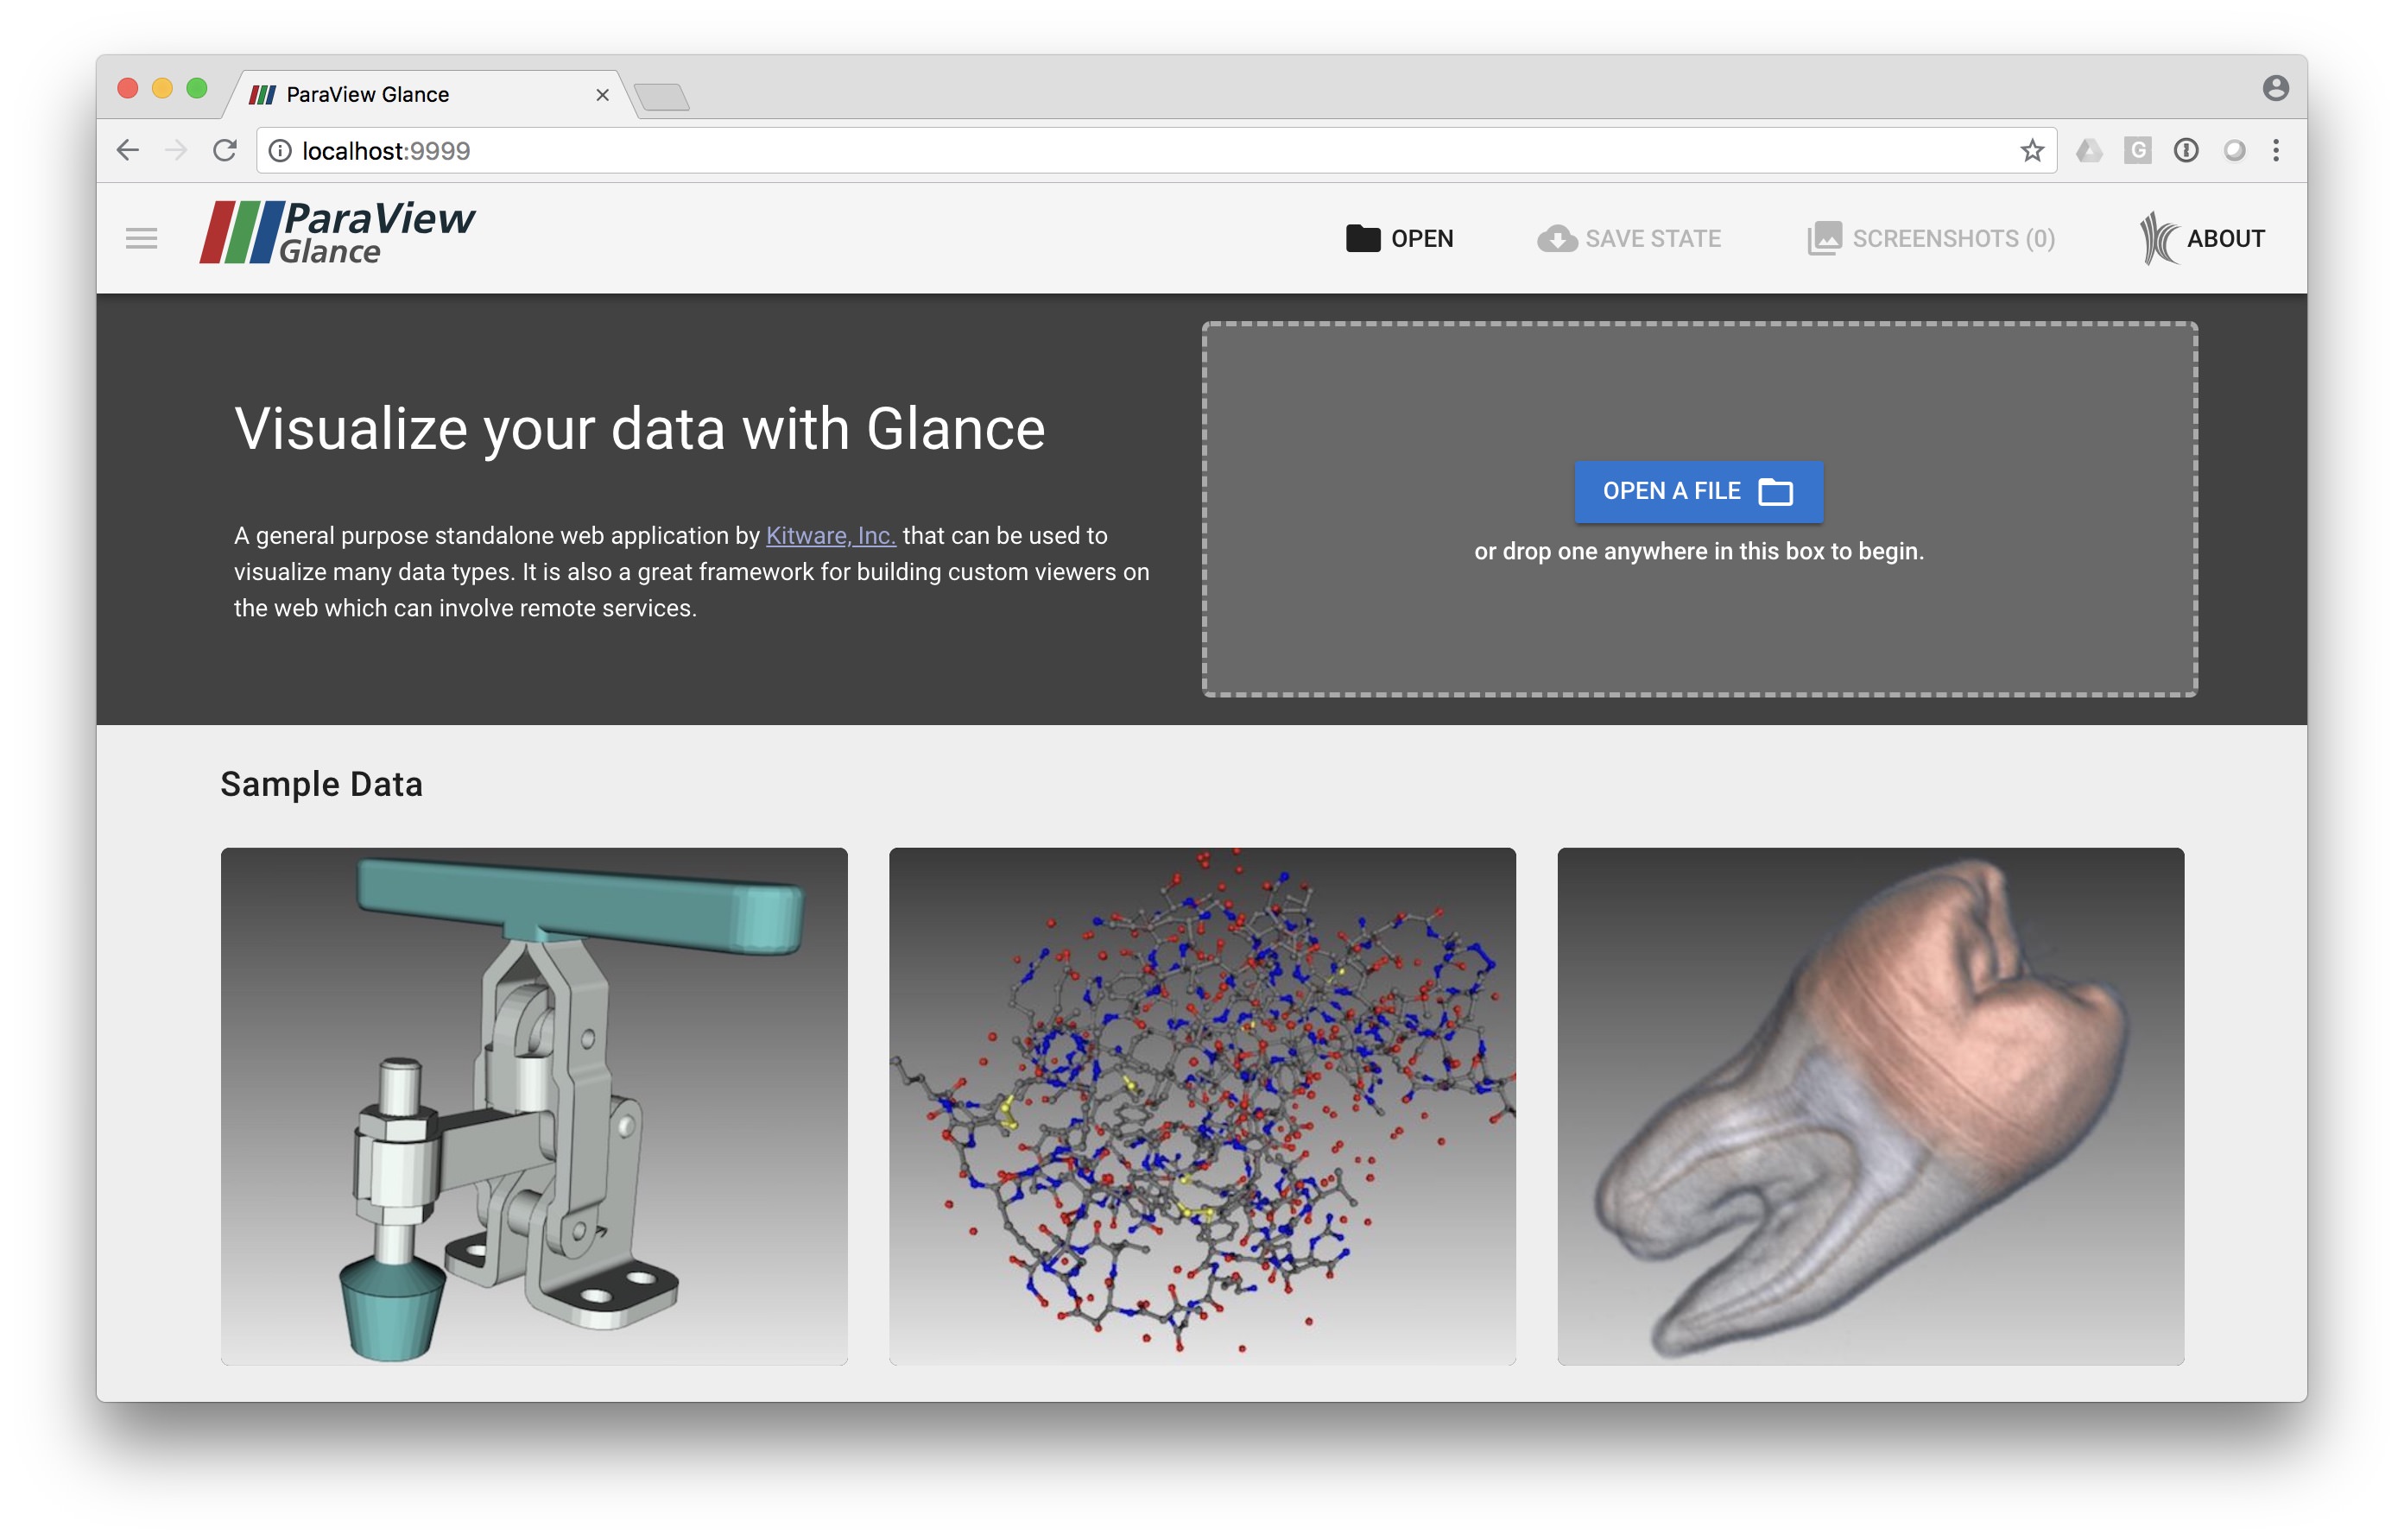 ParaView Glance
localhost:9999
G
ParaView
Glance
OPEN
SAVE STATE
SCREENSHOTS (0)
ABOUT
Visualize your data with Glance
A general purpose standalone web application by Kitware, Inc. that can be used to
visualize many data types. It is also a great framework for building custom viewers on
the web which can involve remote services.
OPEN A FILE
or drop one anywhere in this box to begin.
Sample Data